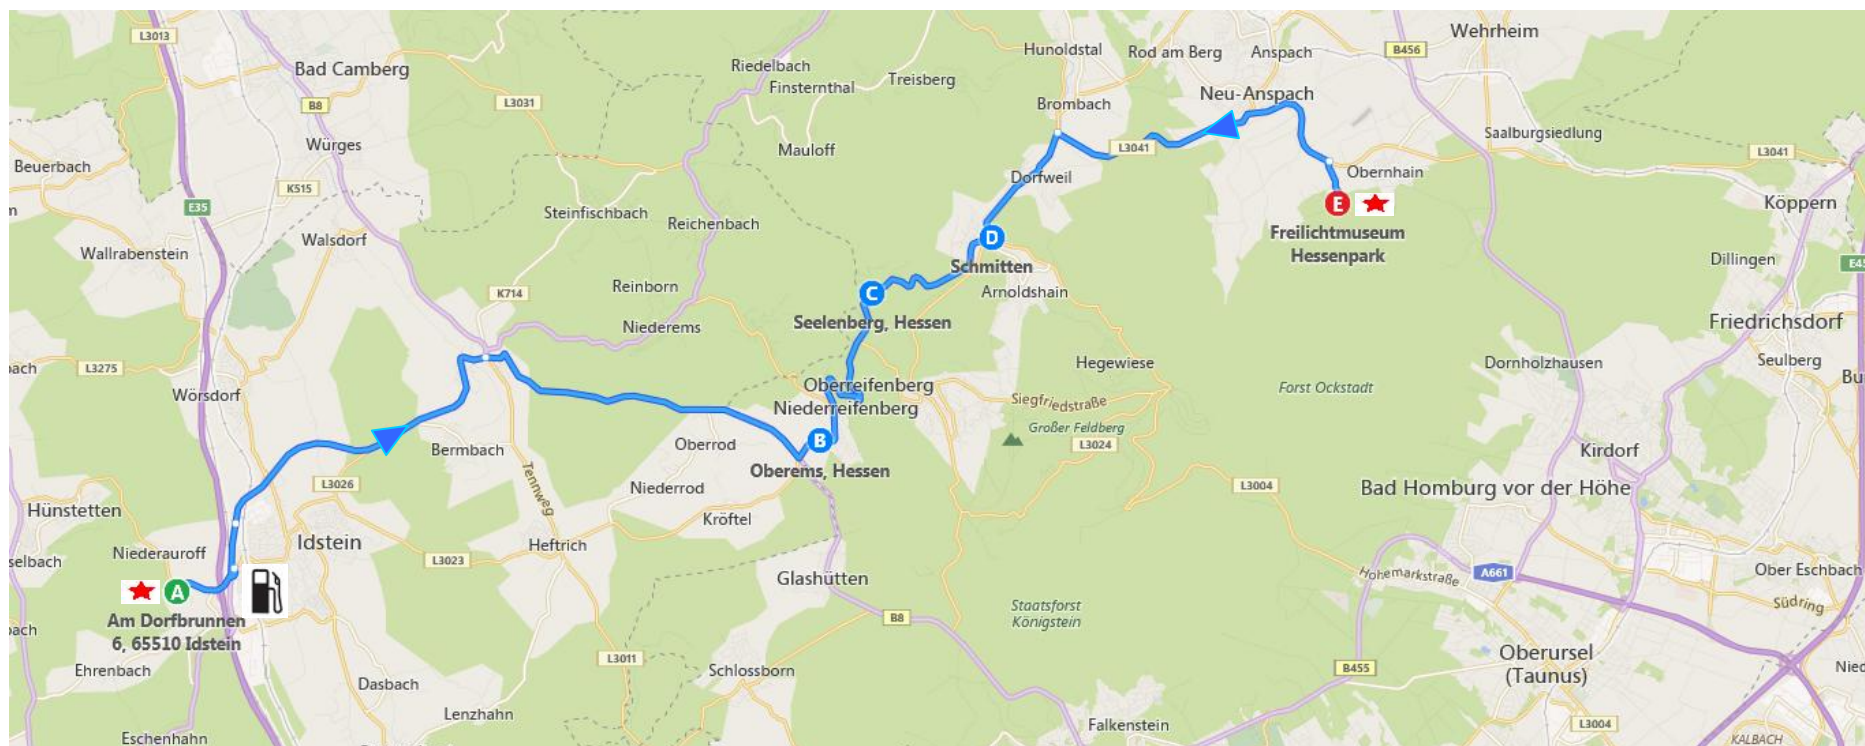 L3013
Bad Camberg
B8
Würges
Beuerbach
K515
E35
Wallrabenstein
Walsdorf
L3031
Steinfischbach
Riedelbach
Finsternthal
Treisberg
Mauloff
Reichenbach
Reinborn
Niederems
K714
Hunoldstal
Rod am Berg
Anspach
B456
Wehrheim
Neu-Anspach
Brombach
L3041
Dorfweil
Saalburgsiedlung
L3041
Obernhain
Köppern
E
Freilichtmuseum
Hessenpark
D
Schmitten
Arnoldshain
C
Seelenberg, Hessen
Dillingen
Friedrichsdorf
Seulberg
Dornholzhausen
Hegewiese
Forst Ockstadt
L3275
Wörsdorf
Oberreifenberg
Niederreifenberg
Siegfriedstraße
Großer Feldberg
L3024
B
Oberems, Hessen
Oberrod
Bermbach
Tennweg
Niederrod
Kröftel
L3026
L3004
Kirdorf
Bad Homburg vor der Höhe
Hünstetten
Idstein
Niederauroff
L3023
Heftrich
A
Am Dorfbrunnen
6, 65510 Idstein
Glashütten
B8
Staatsforst
Königstein
Hohemarkstraße
A661
Ober Eschbach
Südring
Ehrenbach
L3011
Schlossborn
B455
Oberursel
(Taunus)
Dasbach
Lenzhahn
Eschenhahn
Falkenstein
L3004
KALBACH